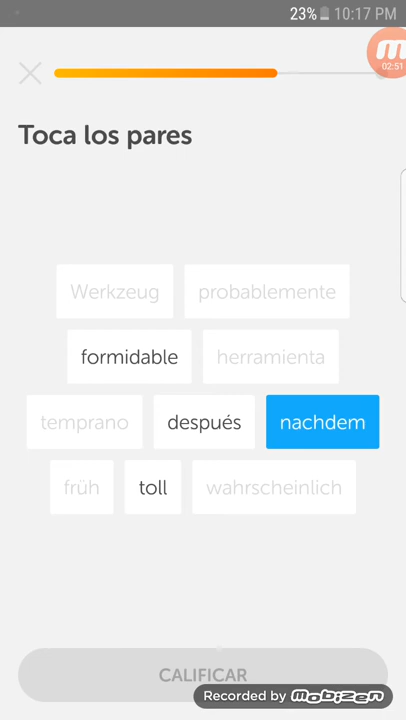 23% 10:17 PM
02:51
Toca los pares
Werkzeug probablemente
formidable herramienta
temprano después nachdem
früh toll wahrscheinlich
CALIFICAR
Recorded by mobizen